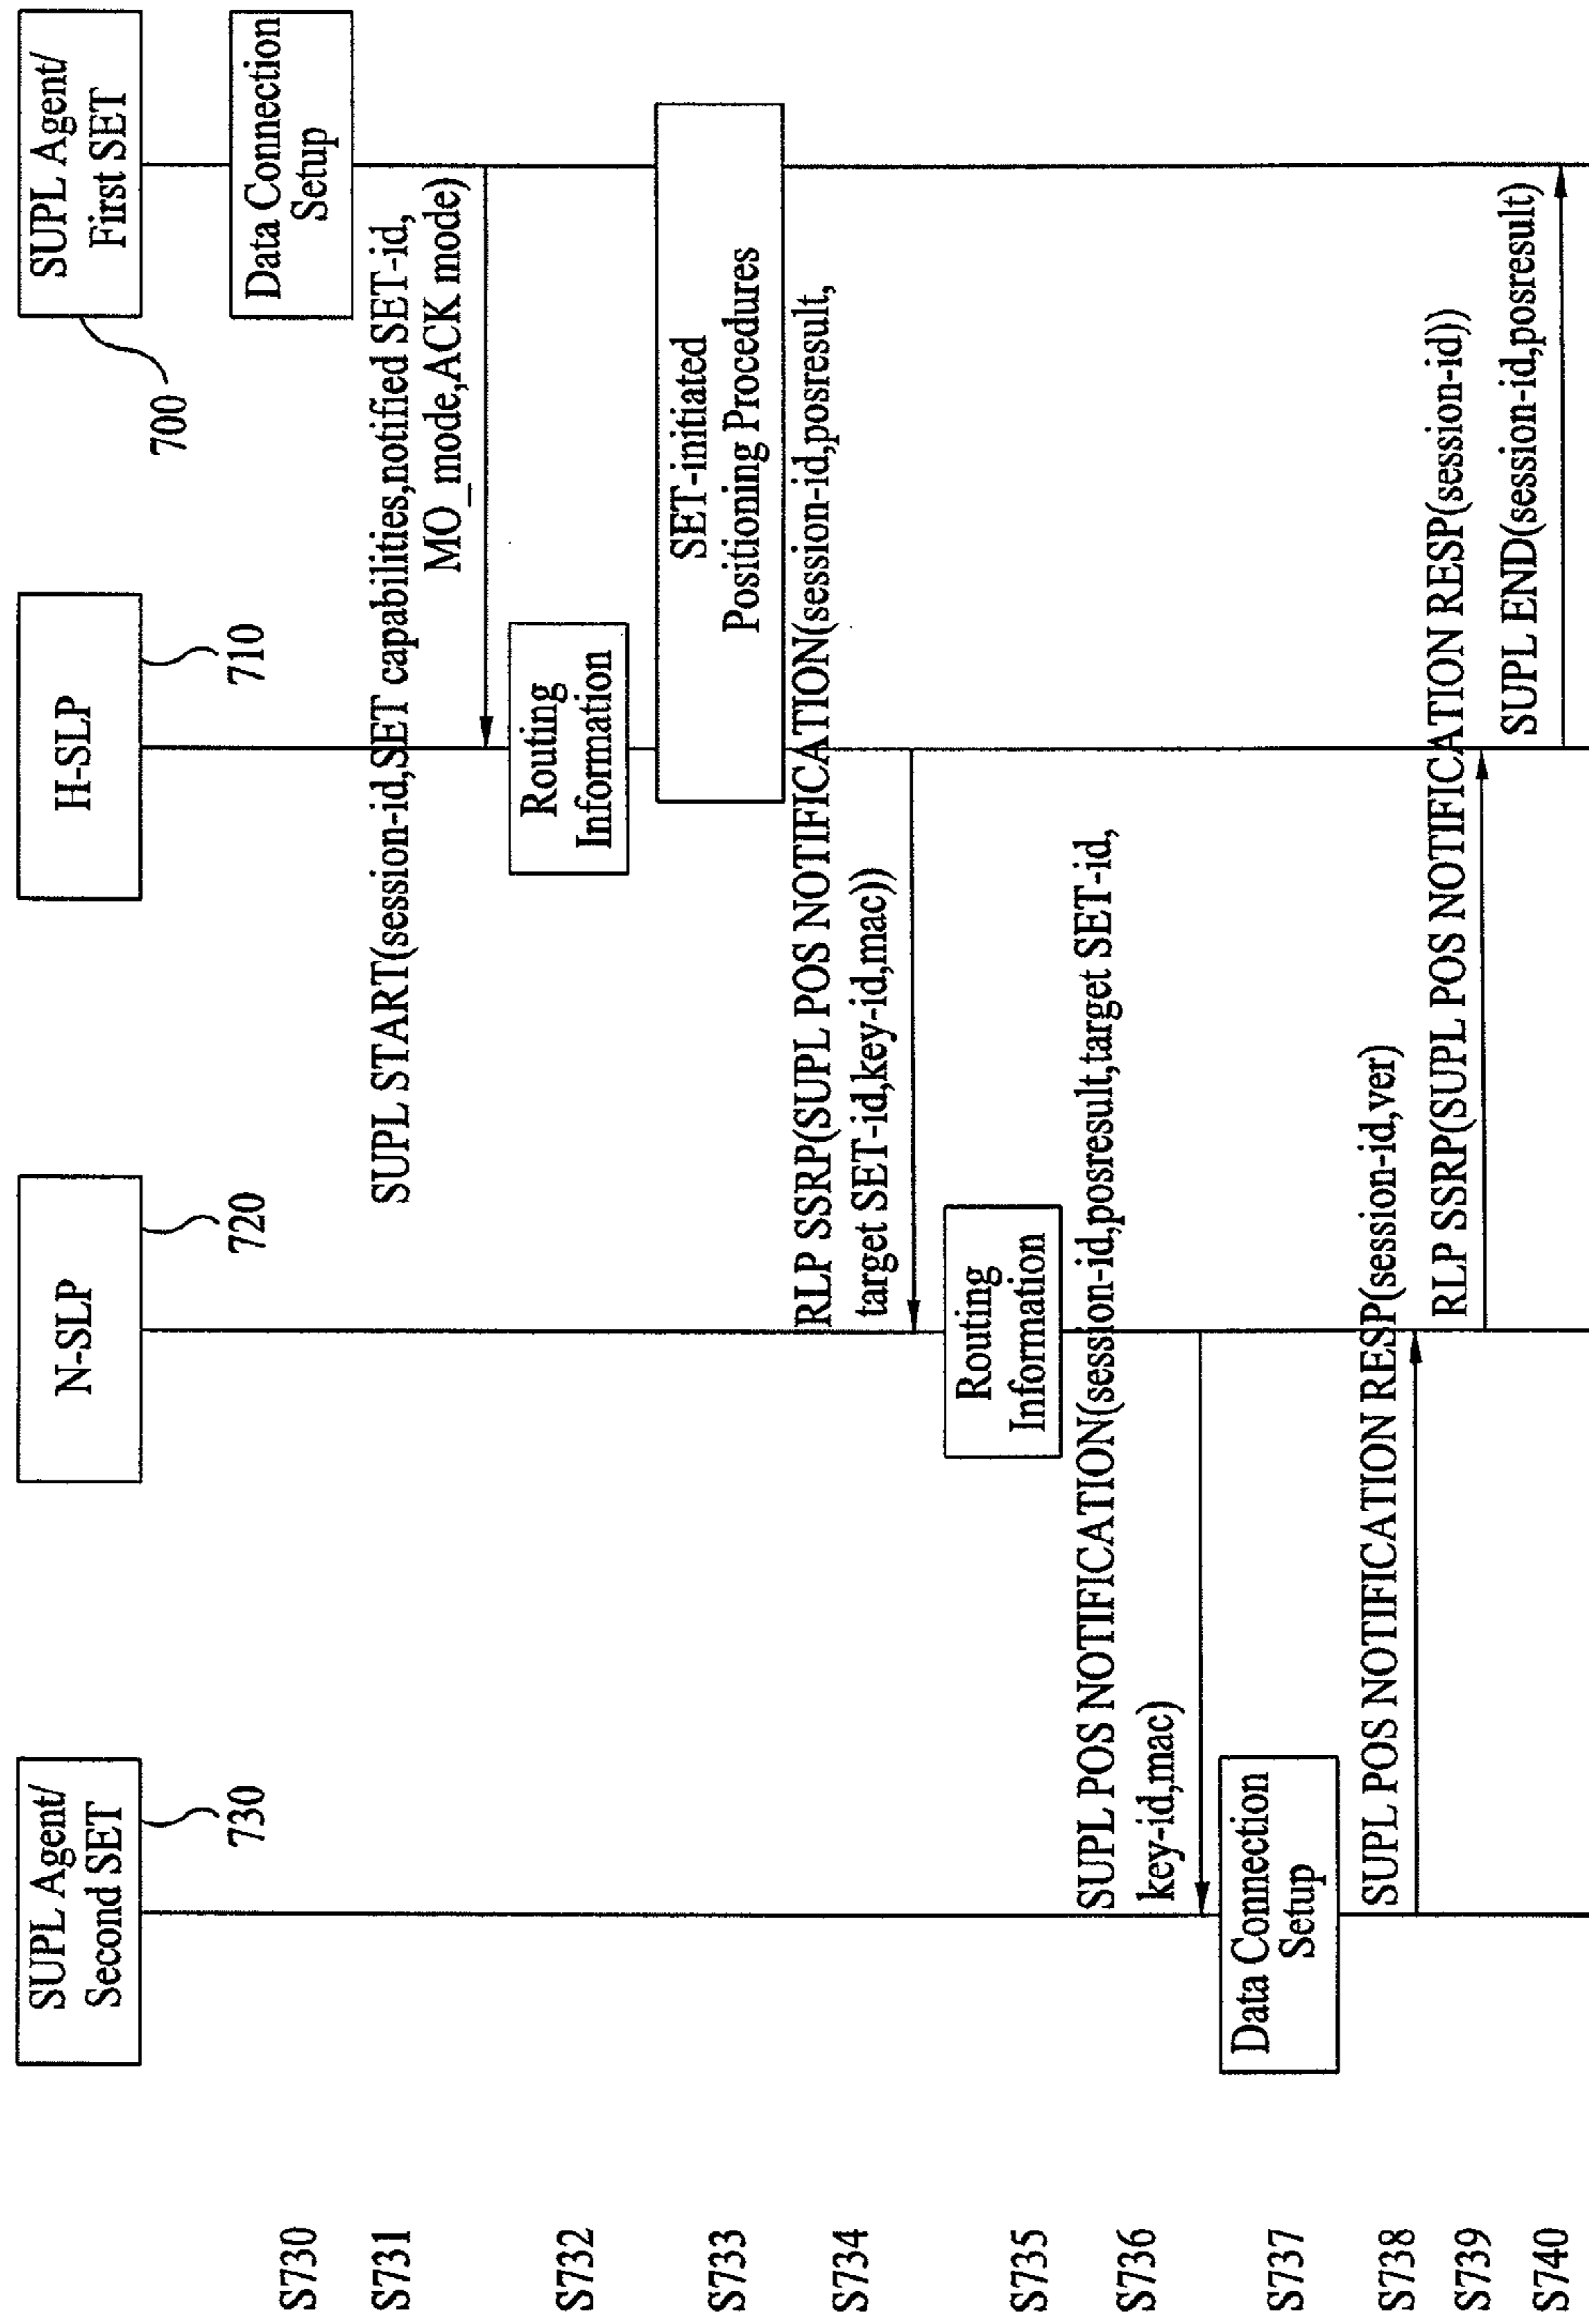 SUPL Agent/
Second SET
730
N-SLP
720
H-SLP
710
SUPL Agent/
First SET
700
S730
Data Connection
Setup
S731
SUPL START(session-id,SET capabilities,notified SET-id,
MO_mode,ACK mode)
S732
Routing
Information
S733
SET-initiated
Positioning Procedures
S734
RLP SSRP(SUPL POS NOTIFICATION(session-id,posresult,
target SET-id,key-id,mac))
S735
Routing
Information
S736
SUPL POS NOTIFICATION(session-id,posresult,target SET-id,
key-id,mac)
S737
Data Connection
Setup
S738
SUPL POS NOTIFICATION RESP(session-id,ver)
S739
RLP SSRP(SUPL POS NOTIFICATION RESP(session-id))
S740
SUPL END(session-id,posresult)